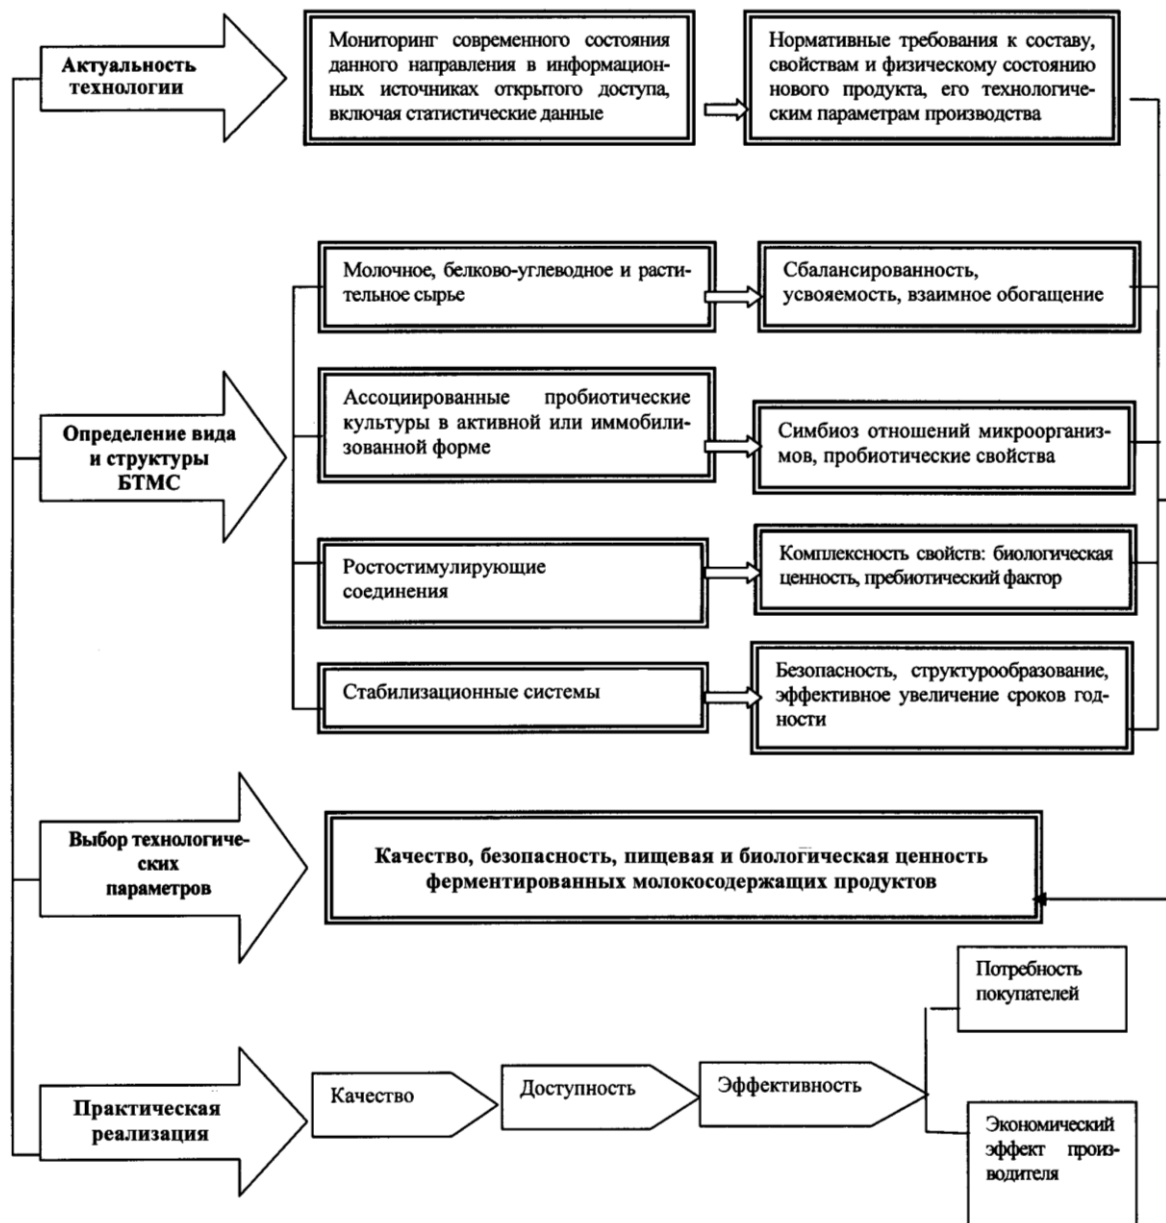 Актуальность
технологии
Мониторинг современного состояния
данного направления в информацион-
ных источниках открытого доступа,
включая статистические данные
Нормативные требования к составу,
свойствам и физическому состоянию
нового продукта, его технологиче-
ским параметрам производства
Определение вида
и структуры
БТМС
Молочное, белково-углеводное и расти-
тельное сырье
Сбалансированность,
усвояемость, взаимное обогащение
Ассоциированные пробиотические
культуры в активной или иммобили-
зованной форме
Симбиоз отношений микроорганиз-
мов, пробиотические свойства
Ростостимулирующие
соединения
Комплексность свойств: биологическая
ценность, пребиотический фактор
Стабилизационные системы
Безопасность, структурообразование,
эффективное увеличение сроков год-
ности
Выбор технологиче-
ских
параметров
Качество, безопасность, пищевая и биологическая ценность
ферментированных молокосодержащих продуктов
Практическая
реализация
Качество
Доступность
Эффективность
Потребность
покупателей
Экономический
эффект произ-
водителя